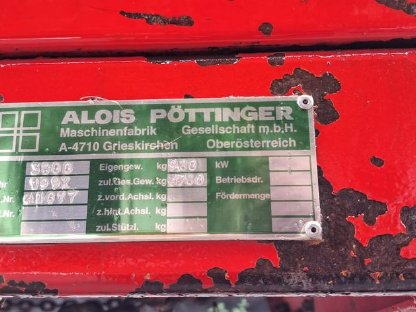 ALOIS PÖTTINGER
Maschinenfabrik Gesellschaft m.b.H.
A-4710 Grieskirchen Oberösterreich
Eigengew. kg kW
zul.Ges.Gew. kg Betriebsdr.
.Nr. z.vord.Achsl. kg Fördermenge
z.hint.Achsl. kg
zul.Stützl. kg